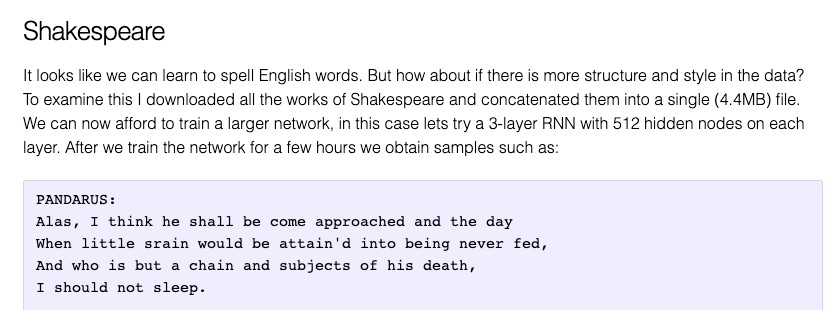 Shakespeare
It looks like we can learn to spell English words. But how about if there is more structure and style in the data?
To examine this I downloaded all the works of Shakespeare and concatenated them into a single (4.4MB) file.
We can now afford to train a larger network, in this case lets try a 3-layer RNN with 512 hidden nodes on each
layer. After we train the network for a few hours we obtain samples such as:
PANDARUS:
Alas, I think he shall be come approached and the day
When little srain would be attain'd into being never fed,
And who is but a chain and subjects of his death,
I should not sleep.